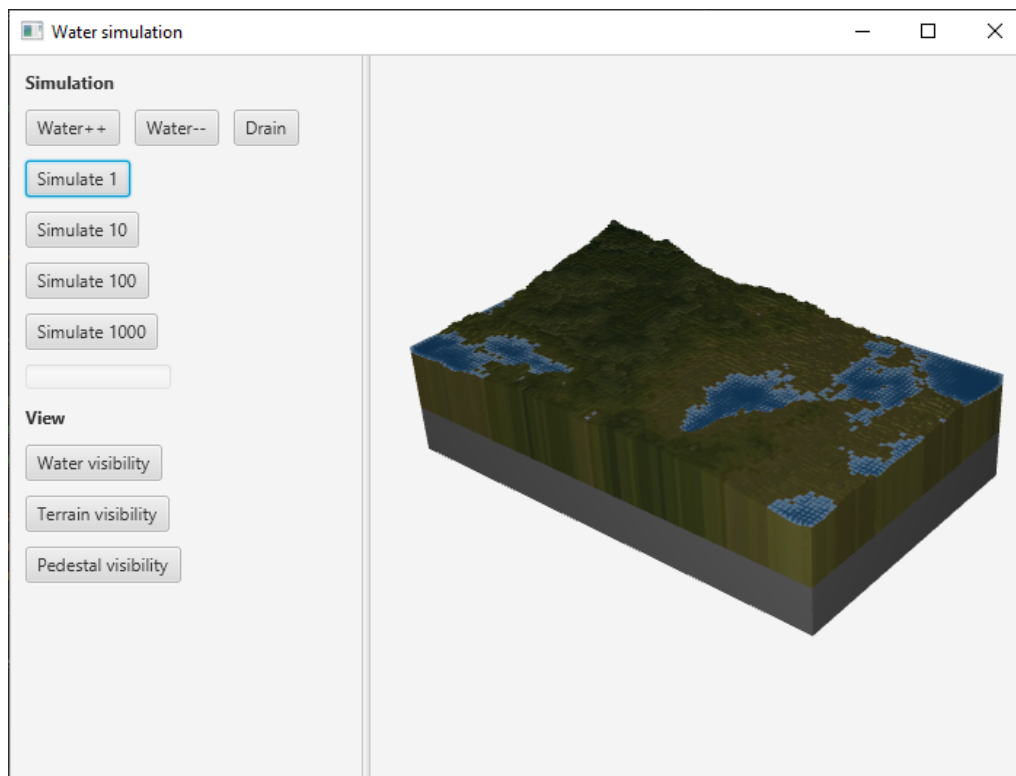 Water simulation
Simulation
Water++ Water-- Drain
Simulate 1
Simulate 10
Simulate 100
Simulate 1000
View
Water visibility
Terrain visibility
Pedestal visibility